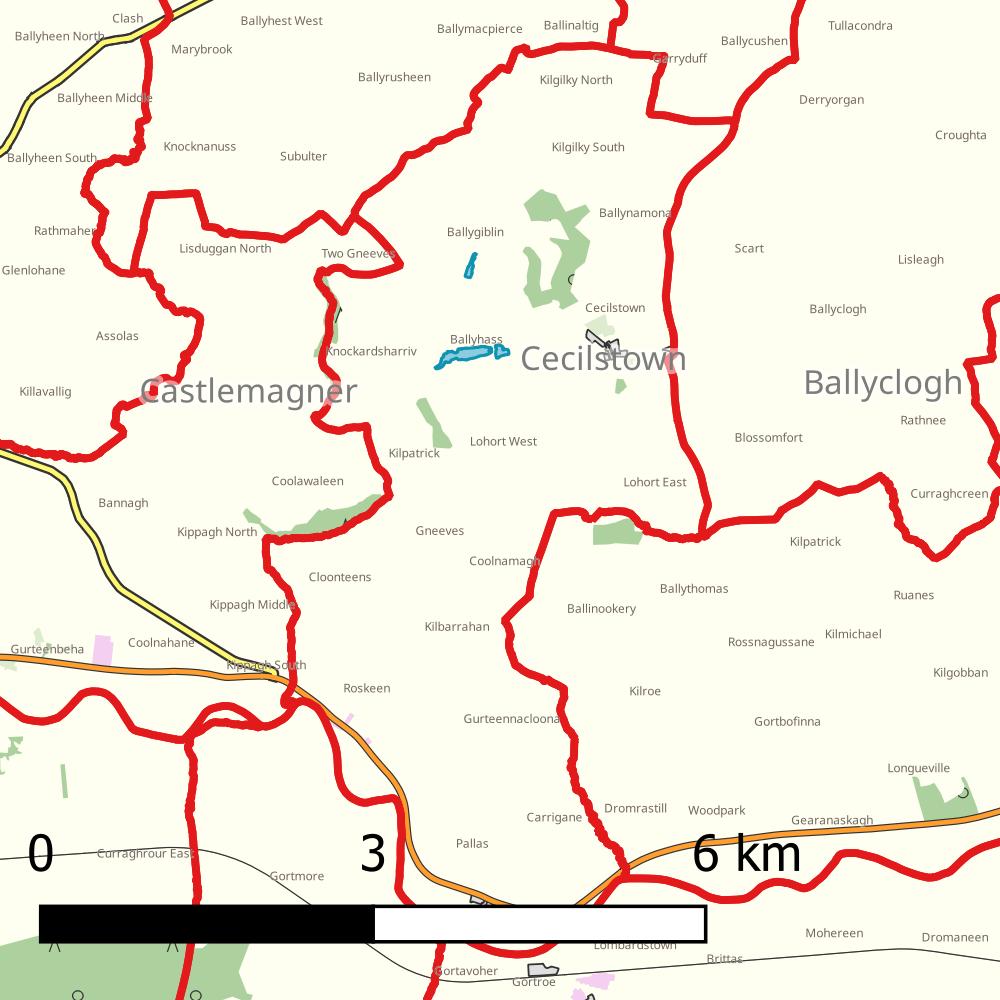 Clash
Ballyhest West
Ballymacpierce
Ballinaltig
Tullacondra
Ballyheen North
Marybrook
Ballycushen
Garryduff
Ballyrusheen
Kilgilky North
Ballyheen Middle
Derryorgan
Croughta
Knocknanuss
Subulter
Kilgilky South
Ballyheen South
Rathmaher
Ballynamona
Ballygiblin
Lisduggan North
Two Gneeves
Scart
Lisleagh
Glenlohane
Assolas
Cecilstown
Ballyclogh
Ballyhass
Knockardsharriv
Cecilstown
Castlemagner
Ballyclogh
Killavallig
Rathnee
Lohort West
Blossomfort
Kilpatrick
Coolawaleen
Lohort East
Curraghcreen
Bannagh
Kippagh North
Gneeves
Kilpatrick
Coolnamagh
Cloonteens
Ballythomas
Ruanes
Kippagh Middle
Ballinookery
Kilbarrahan
Kilmichael
Coolnahane
Rossnagussane
Gurteenbeha
Kippagh South
Kilgobban
Roskeen
Kilroe
Gurteennacloona
Gortbofinna
Longueville
Dromrastill
Woodpark
Carrigane
Gearanaskagh
Pallas
0 3 6 km
Curraghrour East
Gortmore
Mohereen
Dromaneen
Lombardstown
Brittas
Gortavoher
Gortroe